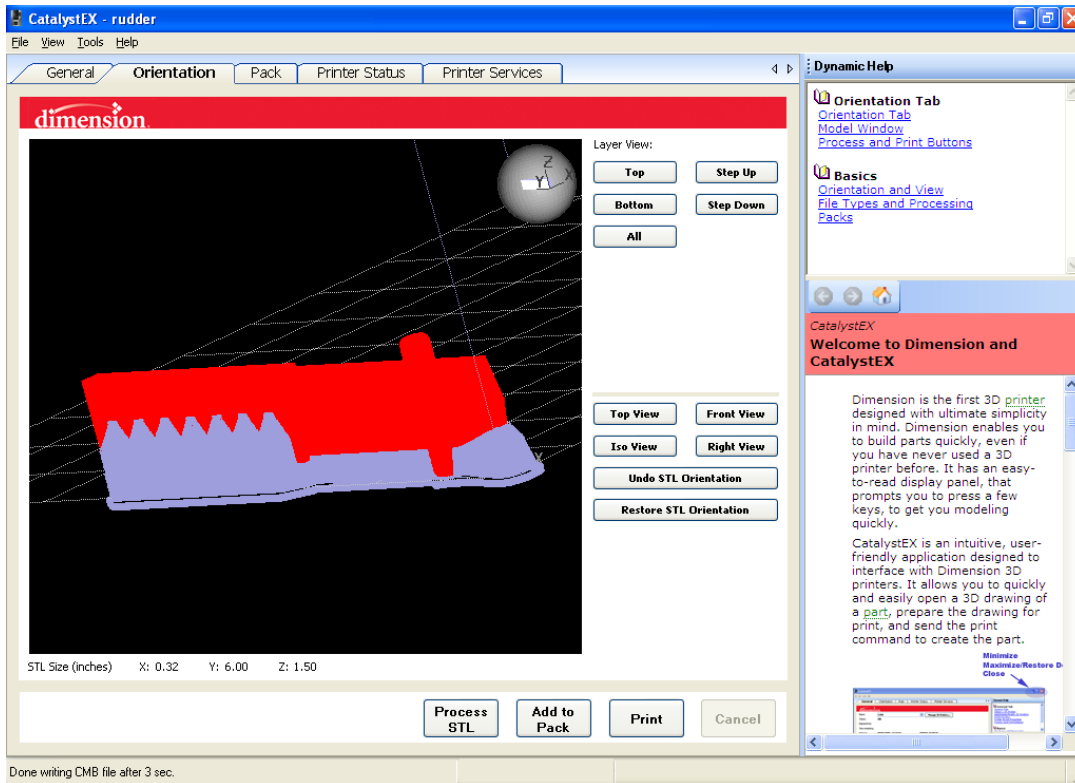 CatalystEX - rudder
File View Tools Help
General Orientation Pack Printer Status Printer Services
dimension
Layer View:
Top Step Up
Bottom Step Down
All
Z
Y X
X
Top View Front View
Iso View Right View
Undo STL Orientation
Restore STL Orientation
STL Size (inches) X: 0.32 Y: 6.00 Z: 1.50
Process STL
Add to Pack
Print
Cancel
Done writing CMB file after 3 sec.
Dynamic Help
Orientation Tab
Orientation Tab
Model Window
Process and Print Buttons
Basics
Orientation and View
File Types and Processing
Packs
CatalystEX
Welcome to Dimension and
CatalystEX
Dimension is the first 3D printer
designed with ultimate simplicity
in mind. Dimension enables you
to build parts quickly, even if
you have never used a 3D
printer before. It has an easy-
to-read display panel, that
prompts you to press a few
keys, to get you modeling
quickly.
CatalystEX is an intuitive, user-
friendly application designed to
interface with Dimension 3D
printers. It allows you to quickly
and easily open a 3D drawing of
a part, prepare the drawing for
print, and send the print
command to create the part.
Minimize
Maximize/Restore D
Close